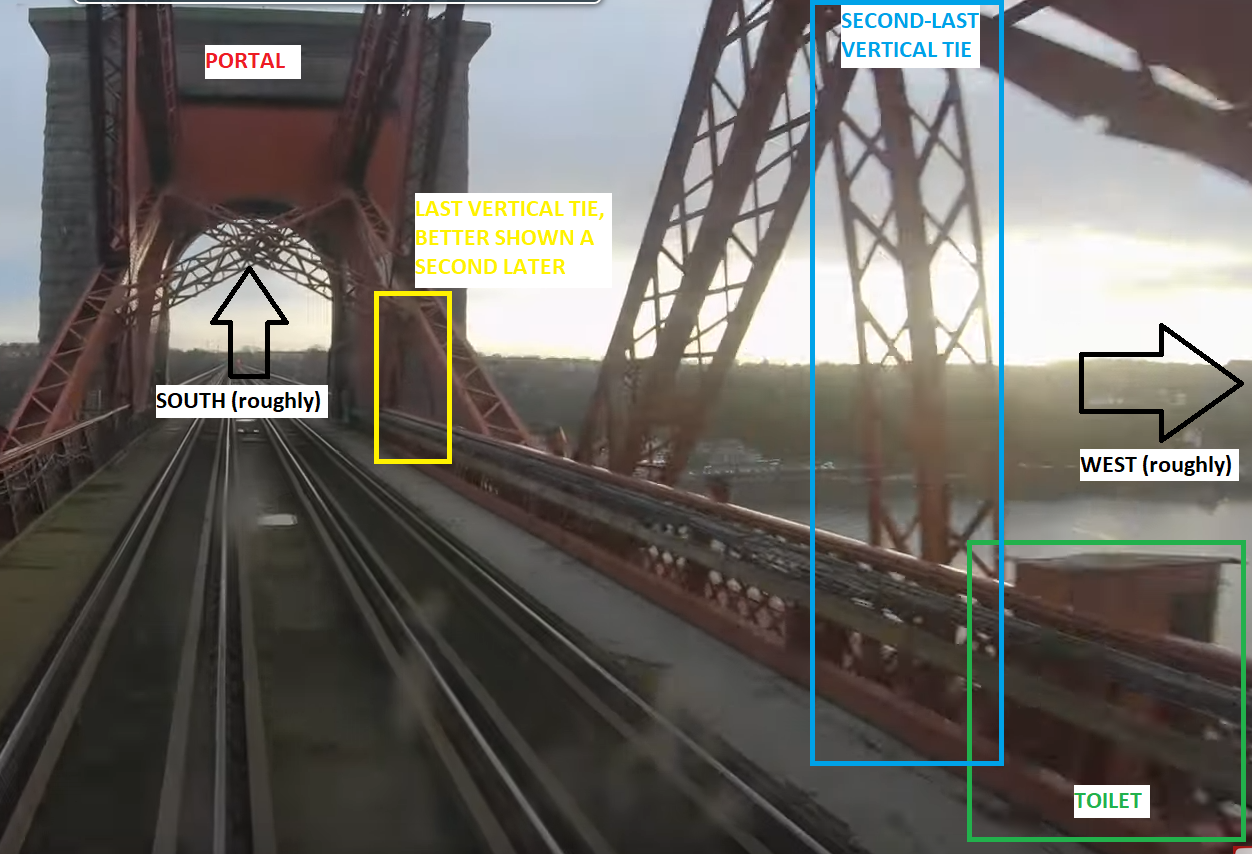 PORTAL
SECOND-LAST
VERTICAL TIE
LAST VERTICAL TIE,
BETTER SHOWN A
SECOND LATER
SOUTH (roughly)
WEST (roughly)
TOILET